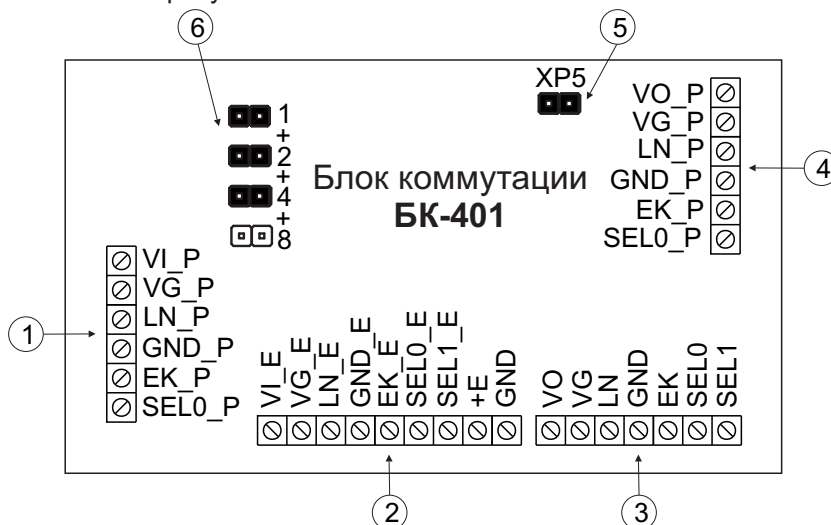 6
5
XP5
1
+
2
+
4
+
8
Блок коммутации
БК-401
VO_P
VG_P
LN_P
GND_P
EK_P
SEL0_P
4
1
VI_P
VG_P
LN_P
GND_P
EK_P
SEL0_P
VI_E
VG_E
LN_E
GND_E
EK_E
SEL0_E
SEL1_E
+E
GND
VO
VG
LN
GND
EK
SEL0
SEL1
2
3